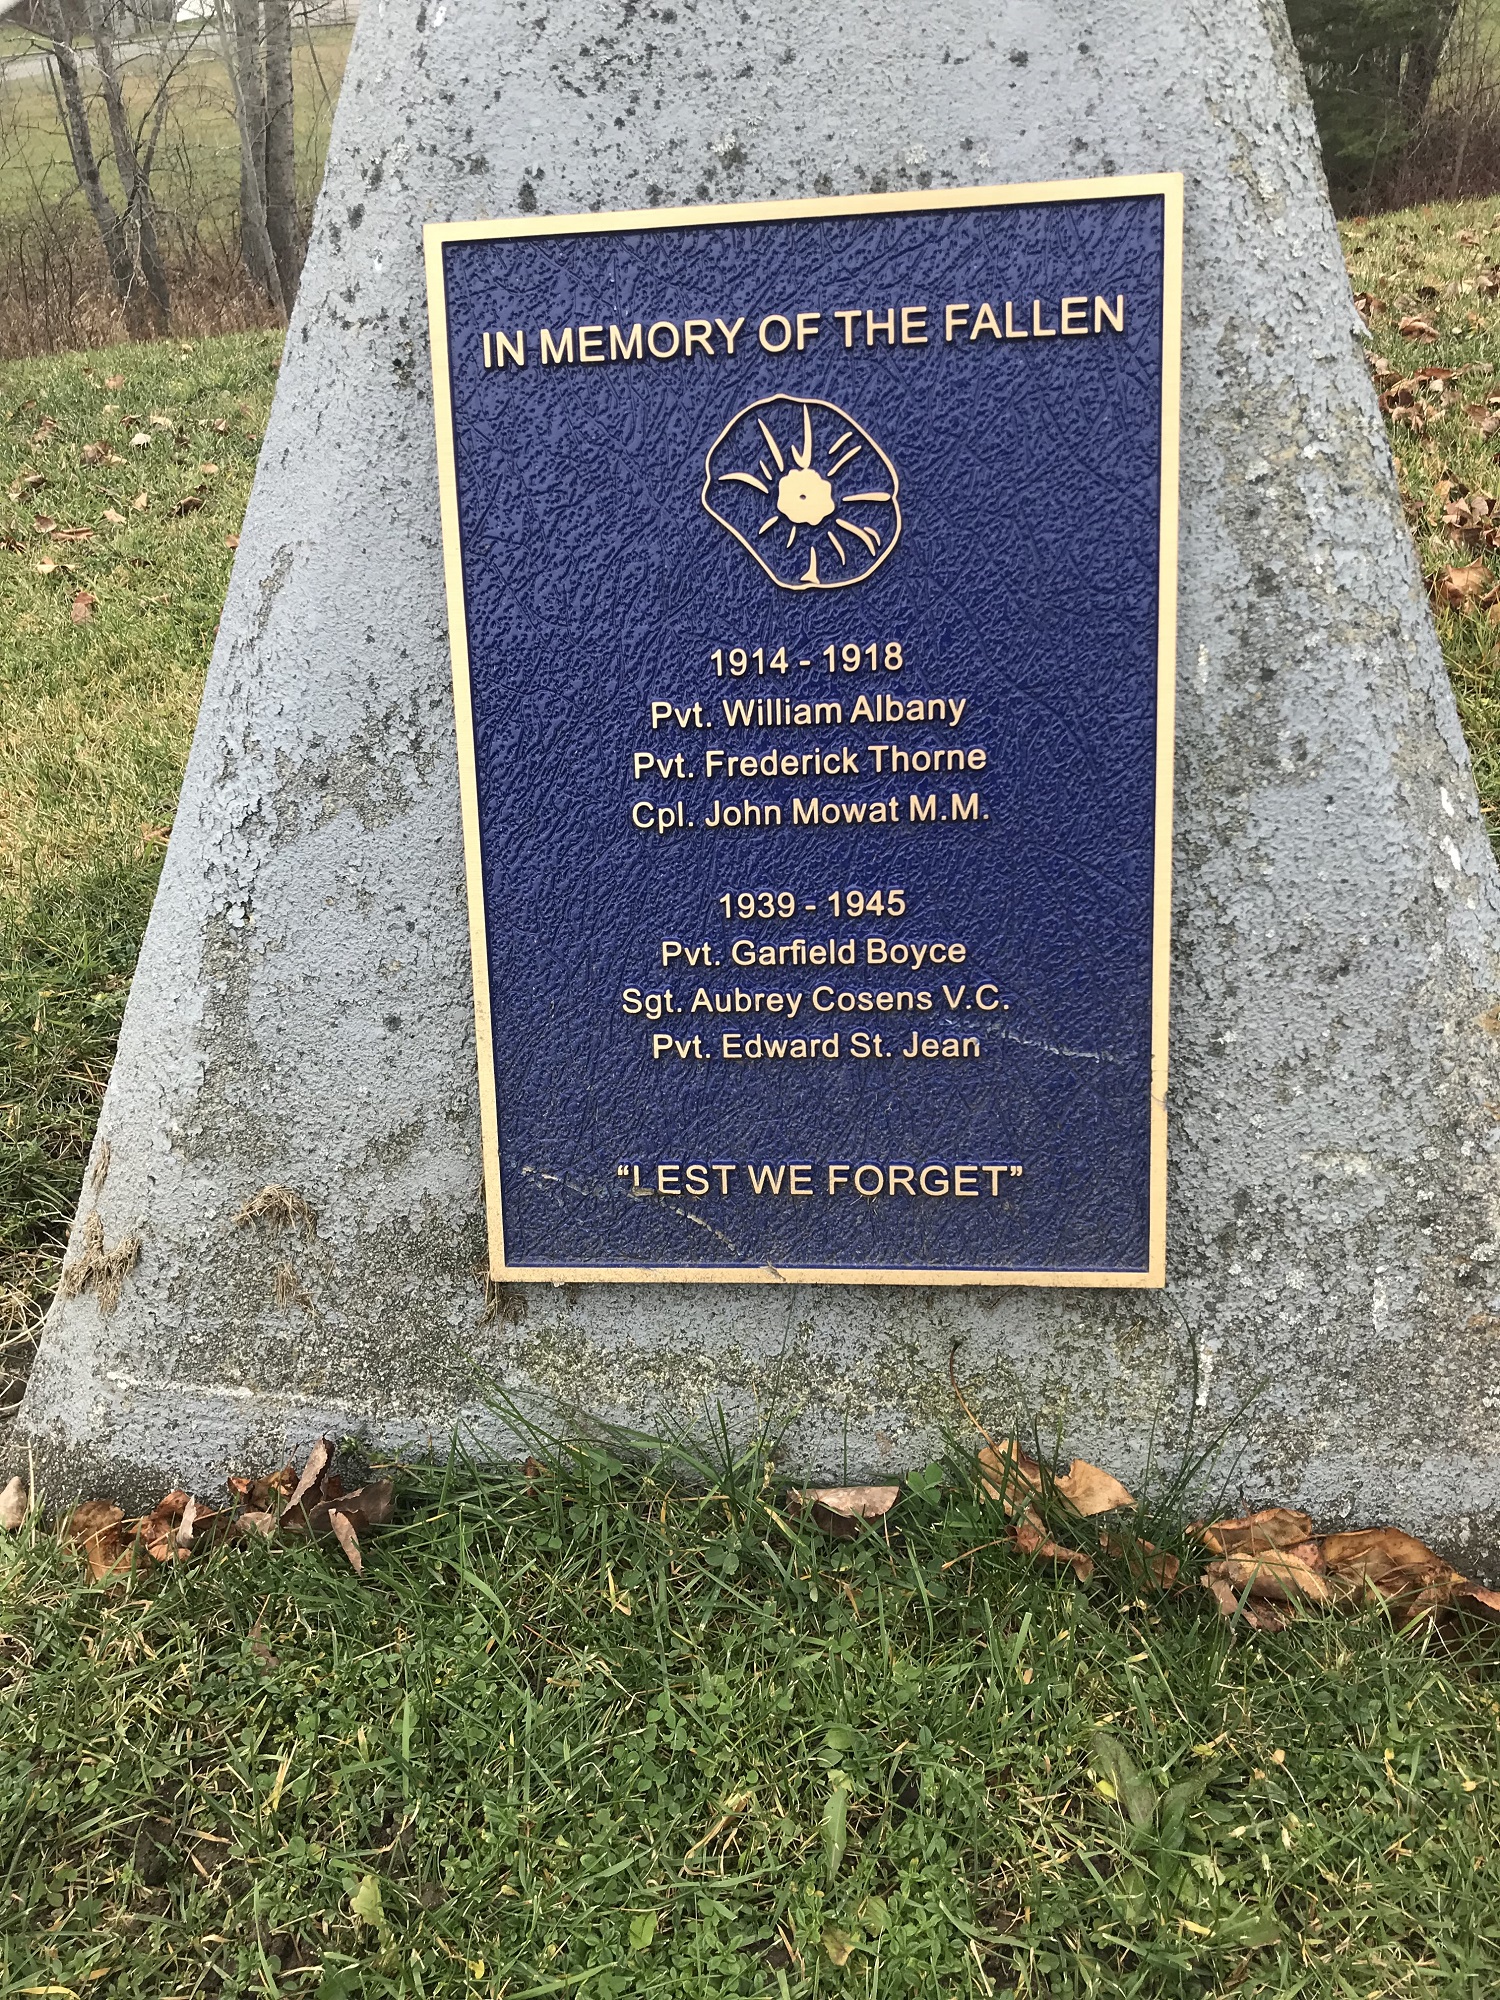 IN MEMORY OF THE FALLEN
1914 - 1918
Pvt. William Albany
Pvt. Frederick Thorne
Cpl. John Mowat M.M.
1939 - 1945
Pvt. Garfield Boyce
Sgt. Aubrey Cosens V.C.
Pvt. Edward St. Jean
“LEST WE FORGET”